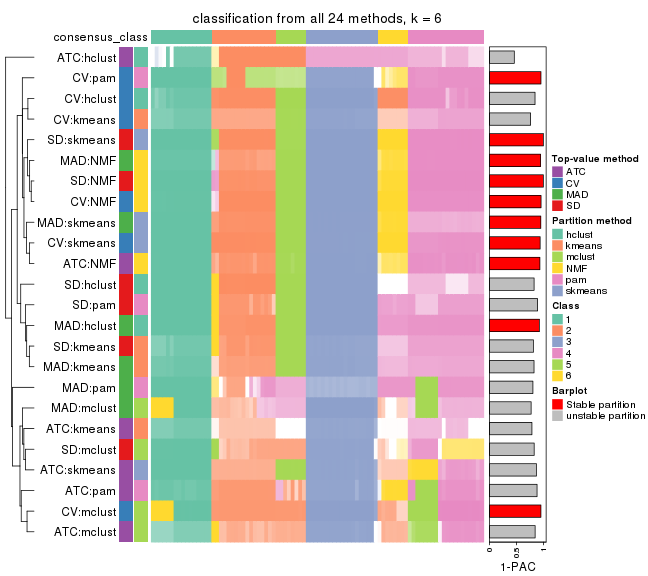 classification from all 24 methods, k = 6
consensus_class
ATC:hclust
CV:pam
CV:hclust
CV:kmeans
SD:skmeans
MAD:NMF
SD:NMF
CV:NMF
MAD:skmeans
CV:skmeans
ATC:NMF
SD:hclust
SD:pam
MAD:hclust
SD:kmeans
MAD:kmeans
MAD:pam
MAD:mclust
ATC:kmeans
SD:mclust
ATC:skmeans
ATC:pam
CV:mclust
ATC:mclust
0 0.5 1
1-PAC
Top-value method
ATC
CV
MAD
SD
Partition method
hclust
kmeans
mclust
NMF
pam
skmeans
Class
1
2
3
4
5
6
Barplot
Stable partition
unstable partition